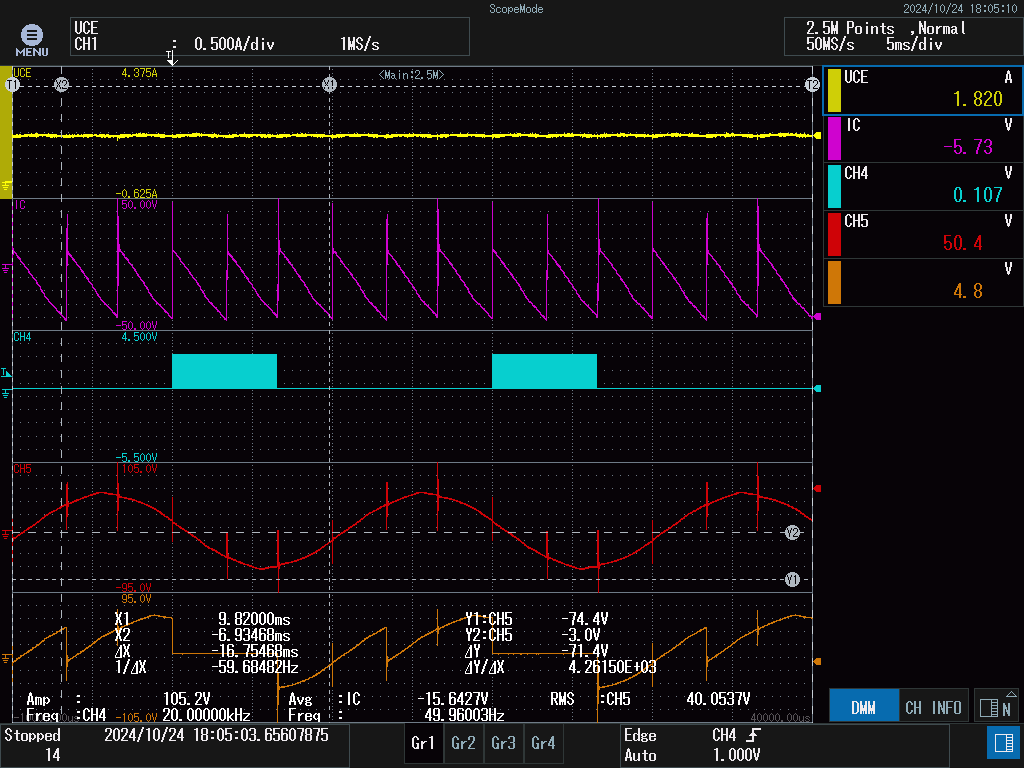 ScopeMode
2024/10/24 18:05:10
MENU
UCE
CH1 : 0.500A/div 1MS/s
2.5M Points ,Normal
50MS/s 5ms/div
UCE 4.375A <Main:2.5M>
T1 X2 X1 T2
-0.625A
IC 50.00V
-50.00V
CH4 4.500V
-5.500V
CH5 105.0V
Y2
Y1
-95.0V
95.0V
X1 9.82000ms Y1:CH5 -74.4V
X2 -6.93468ms Y2:CH5 -3.0V
ΔX -16.75468ms ΔY -71.4V
1/ΔX -59.68482Hz ΔY/ΔX 4.26150E+03
Amp : 105.2V Avg :IC -15.6427V RMS :CH5 40.0537V
Freq :CH4 20.00000kHz Freq : 49.96003Hz
-105.0V 40000.00us
UCE A
1.820
IC V
-5.73
CH4 V
0.107
CH5 V
50.4
V
4.8
DMM CH INFO N
Stopped 2024/10/24 18:05:03.65607875
14
Gr1 Gr2 Gr3 Gr4
Edge CH4
Auto 1.000V